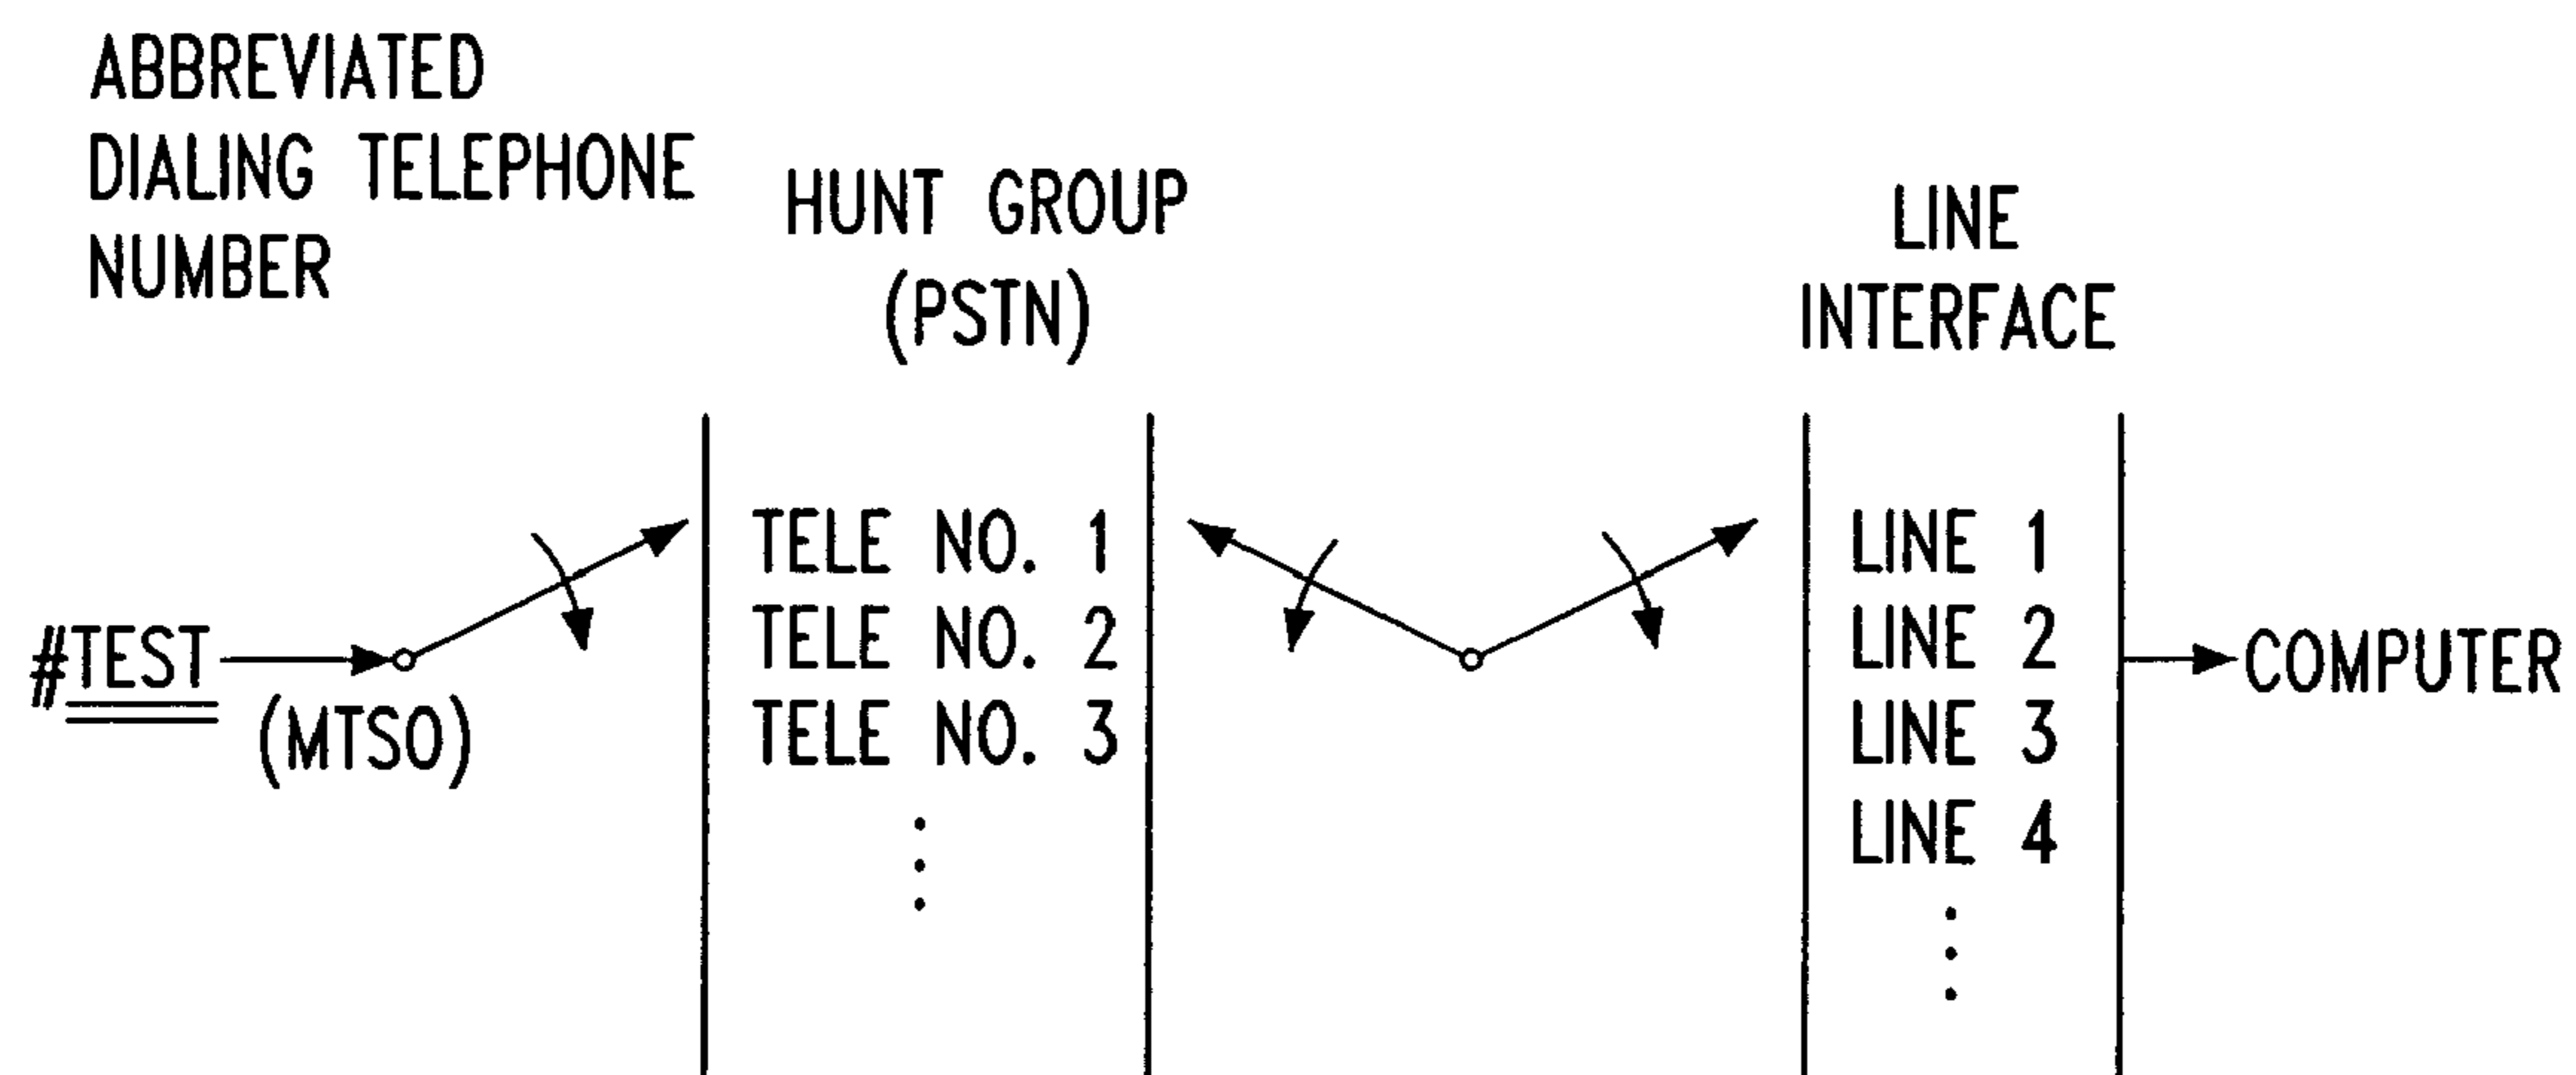 ABBREVIATED
DIALING TELEPHONE
NUMBER
HUNT GROUP
(PSTN)
LINE
INTERFACE
#TEST
(MTSO)
TELE NO. 1
TELE NO. 2
TELE NO. 3
LINE 1
LINE 2
LINE 3
LINE 4
COMPUTER